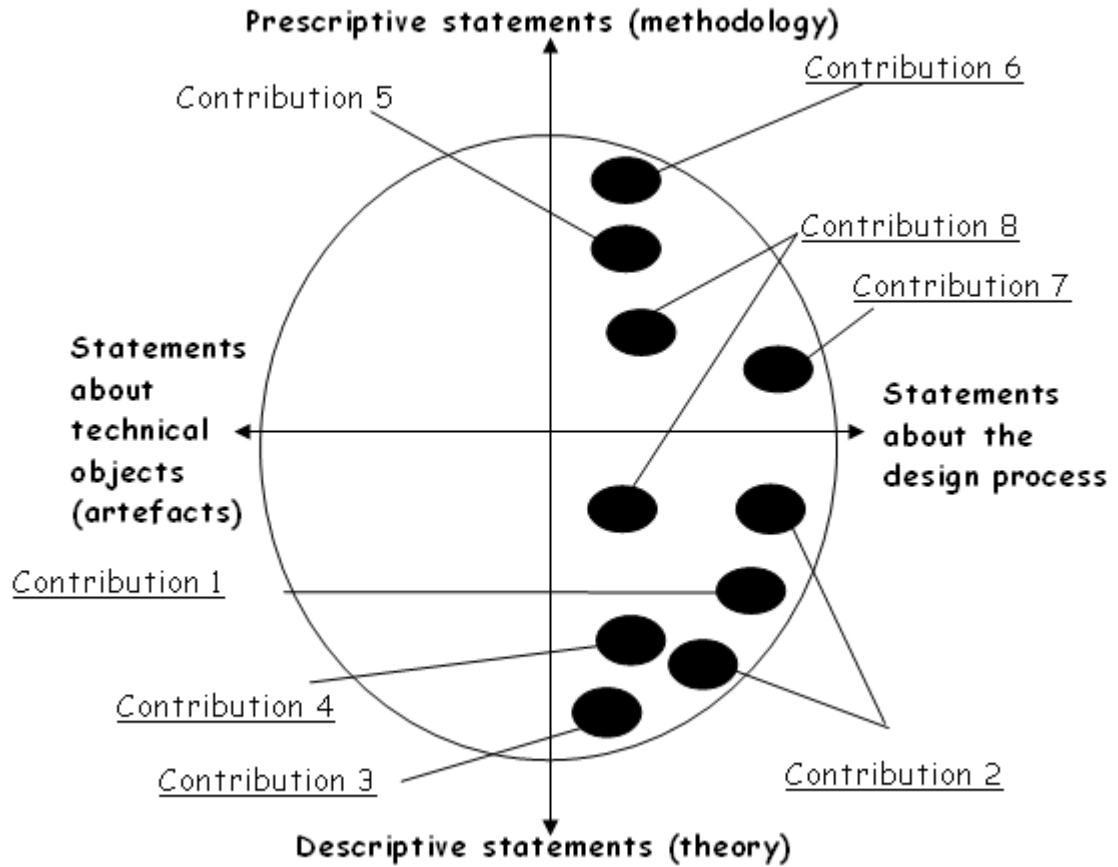 Prescriptive statements (methodology)
Contribution 6
Contribution 5
Contribution 8
Contribution 7
Statements
about
technical
objects
(artefacts)
Statements
about the
design process
Contribution 1
Contribution 4
Contribution 3
Contribution 2
Descriptive statements (theory)